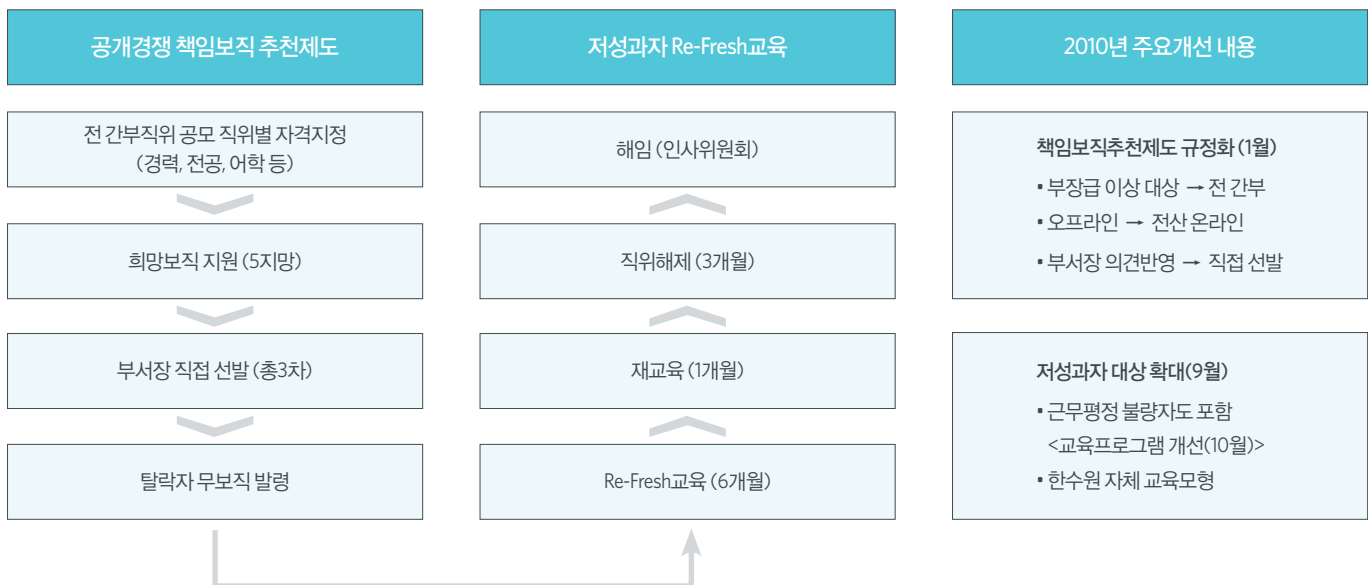 공개경쟁 책임보직 추천제도
전 간부직위 공모 직위별 자격지정
(경력, 전공, 어학 등)
희망보직 지원 (5지망)
부서장 직접 선발 (총3차)
탈락자 무보직 발령
저성과자 Re-Fresh교육
해임 (인사위원회)
직위해제 (3개월)
재교육 (1개월)
Re-Fresh교육 (6개월)
2010년 주요개선 내용
책임보직추천제도 규정화 (1월)
• 부장급 이상 대상 → 전 간부
• 오프라인 → 전산 온라인
• 부서장 의견반영 → 직접 선발
저성과자 대상 확대(9월)
• 근무평정 불량자도 포함
<교육프로그램 개선(10월)>
• 한수원 자체 교육모형